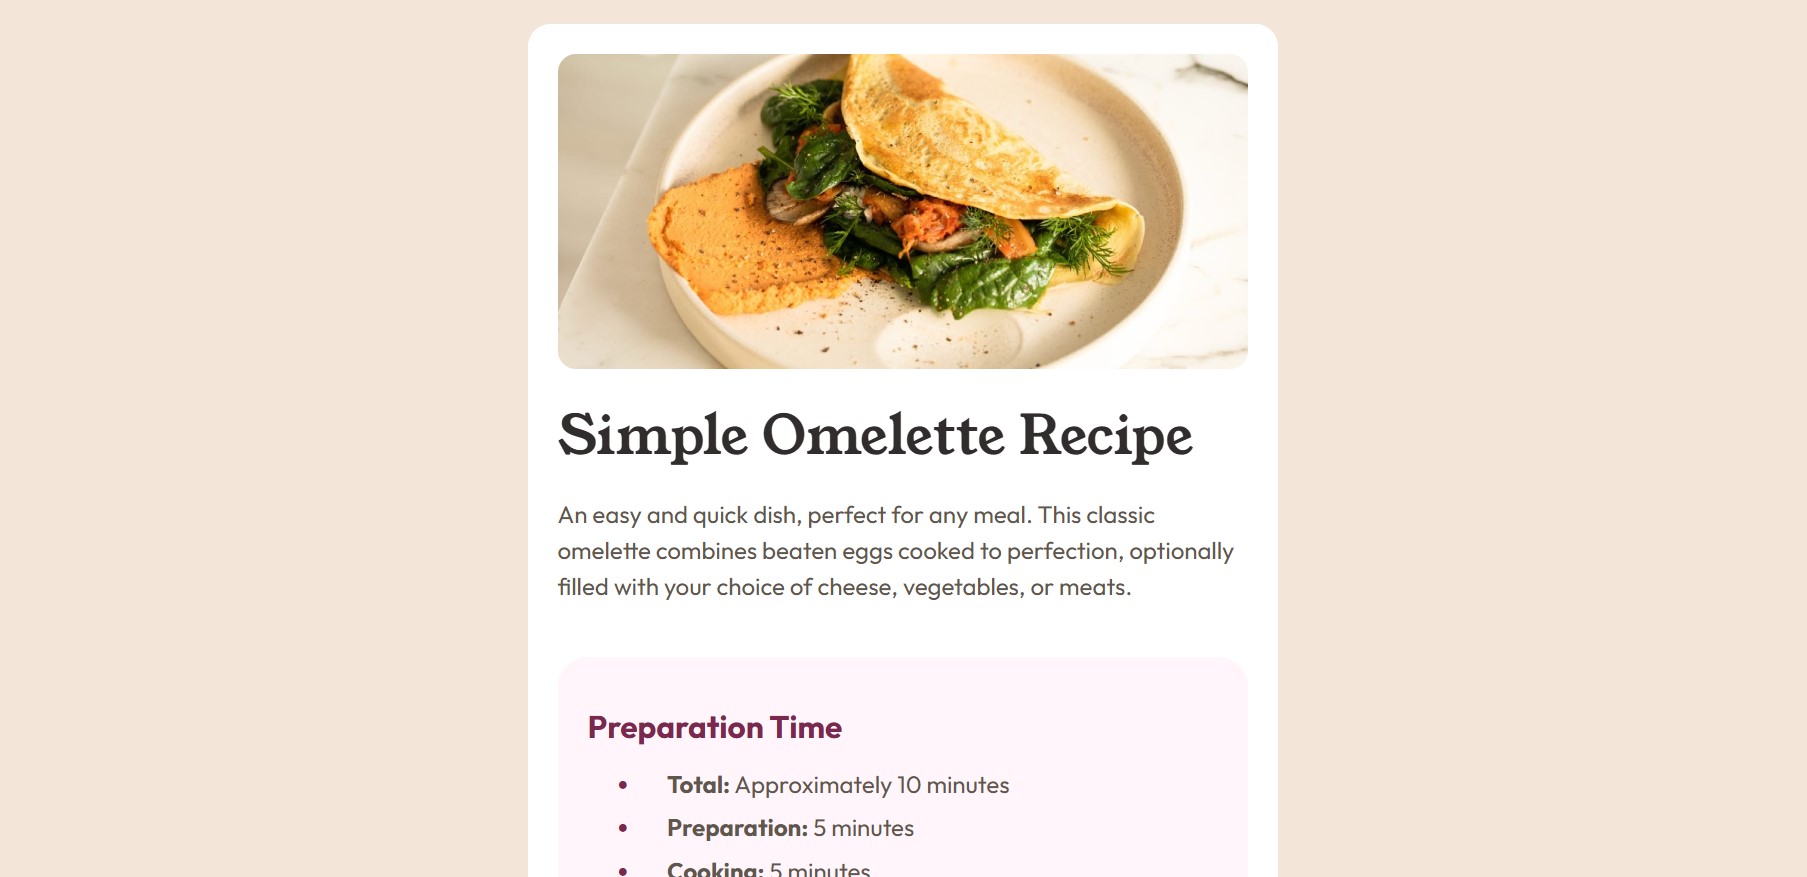 Simple Omelette Recipe
An easy and quick dish, perfect for any meal. This classic
omelette combines beaten eggs cooked to perfection, optionally
filled with your choice of cheese, vegetables, or meats.
Preparation Time
• Total: Approximately 10 minutes
• Preparation: 5 minutes
• Cooking: 5 minutes